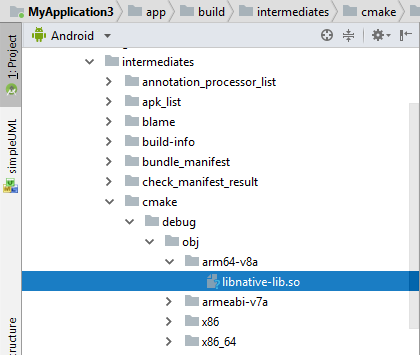 MyApplication3 app build intermediates cmake
Android
1: Project
simpleUML
intermediates
annotation_processor_list
apk_list
blame
build-info
bundle_manifest
check_manifest_result
cmake
debug
obj
arm64-v8a
libnative-lib.so
armeabi-v7a
x86
x86_64
ructure